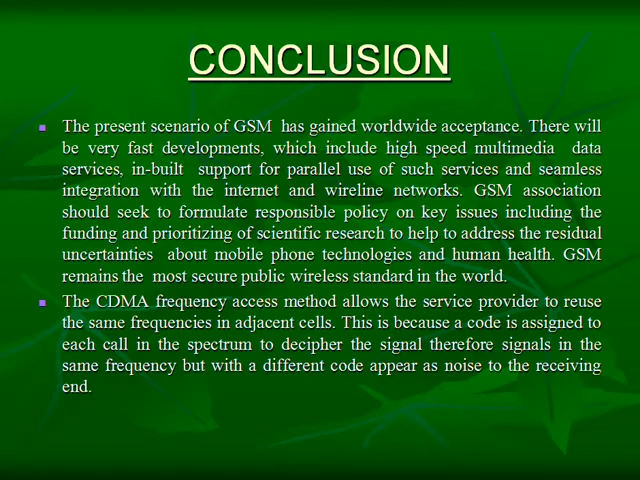 CONCLUSION
The present scenario of GSM  has gained worldwide acceptance. There will
be very fast developments, which include high speed multimedia  data
services, in-built  support for parallel use of such services and seamless
integration with the internet and wireline networks. GSM association
should seek to formulate responsible policy on key issues including the
funding and prioritizing of scientific research to help to address the residual
uncertainties  about mobile phone technologies and human health. GSM
remains the  most secure public wireless standard in the world.
The CDMA frequency access method allows the service provider to reuse
the same frequencies in adjacent cells. This is because a code is assigned to
each call in the spectrum to decipher the signal therefore signals in the
same frequency but with a different code appear as noise to the receiving
end.